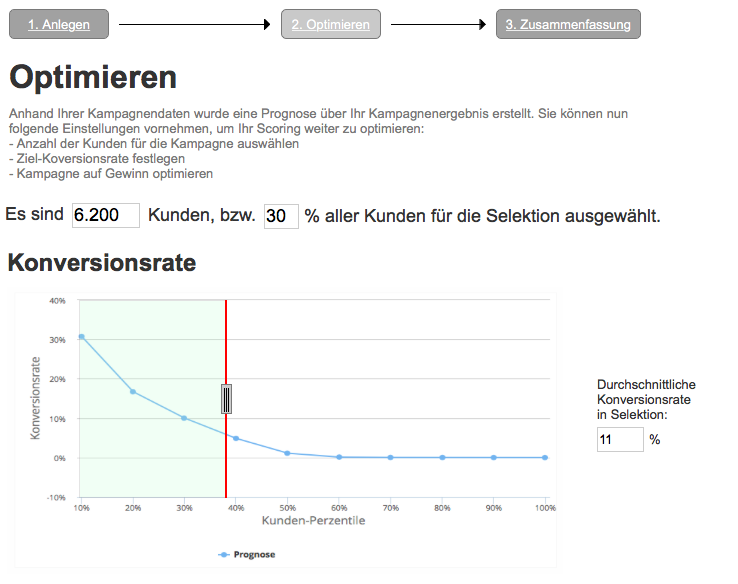 1. Anlegen
2. Optimieren
3. Zusammenfassung
Optimieren
Anhand Ihrer Kampagnendaten wurde eine Prognose über Ihr Kampagnenergebnis erstellt. Sie können nun
folgende Einstellungen vornehmen, um Ihr Scoring weiter zu optimieren:
- Anzahl der Kunden für die Kampagne auswählen
- Ziel-Koversionsrate festlegen
- Kampagne auf Gewinn optimieren
Es sind 6.200 Kunden, bzw. 30 % aller Kunden für die Selektion ausgewählt.
Konversionsrate
40%
30%
20%
10%
0%
-10%
Konversionsrate
10% 20% 30% 40% 50% 60% 70% 80% 90% 100%
Kunden-Perzentile
Prognose
Durchschnittliche
Konversionsrate
in Selektion:
11 %